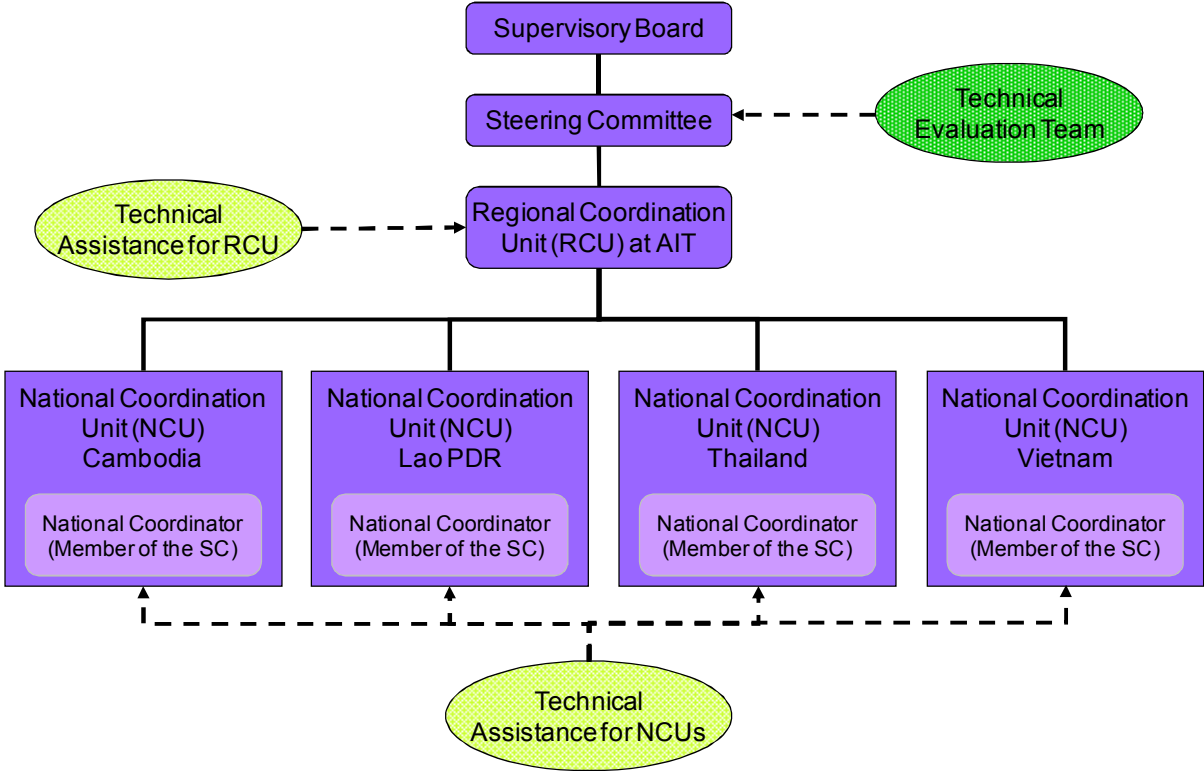 Supervisory Board
Steering Committee
Technical
Evaluation Team
Technical
Assistance for RCU
Regional Coordination
Unit (RCU) at AIT
National Coordination
Unit (NCU)
Cambodia
National Coordinator
(Member of the SC)
National Coordination
Unit (NCU)
Lao PDR
National Coordinator
(Member of the SC)
National Coordination
Unit (NCU)
Thailand
National Coordinator
(Member of the SC)
National Coordination
Unit (NCU)
Vietnam
National Coordinator
(Member of the SC)
Technical
Assistance for NCUs